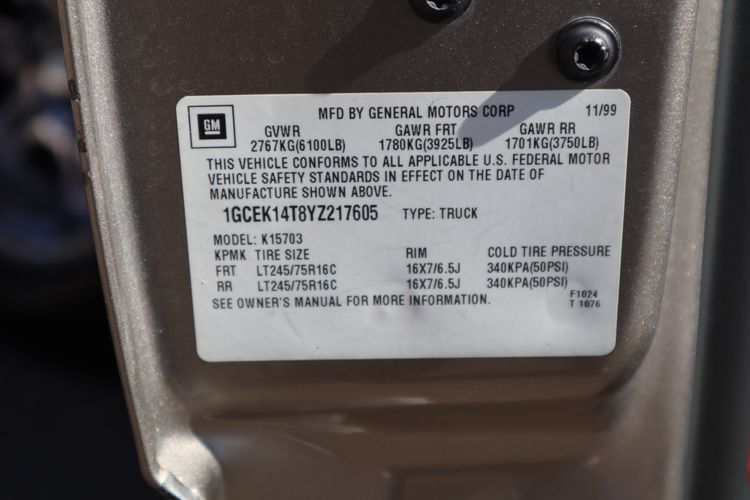 GM MFD BY GENERAL MOTORS CORP 11/99
GVWR GAWR FRT GAWR RR
2767KG(6100LB) 1780KG(3925LB) 1701KG(3750LB)
THIS VEHICLE CONFORMS TO ALL APPLICABLE U.S. FEDERAL MOTOR
VEHICLE SAFETY STANDARDS IN EFFECT ON THE DATE OF
MANUFACTURE SHOWN ABOVE.
1GCEK14T8YZ217605 TYPE: TRUCK
MODEL: K15703
KPMK TIRE SIZE RIM COLD TIRE PRESSURE
FRT LT245/75R16C 16X7/6.5J 340KPA(50PSI)
RR LT245/75R16C 16X7/6.5J 340KPA(50PSI)
SEE OWNER'S MANUAL FOR MORE INFORMATION.
F1024
T 1076